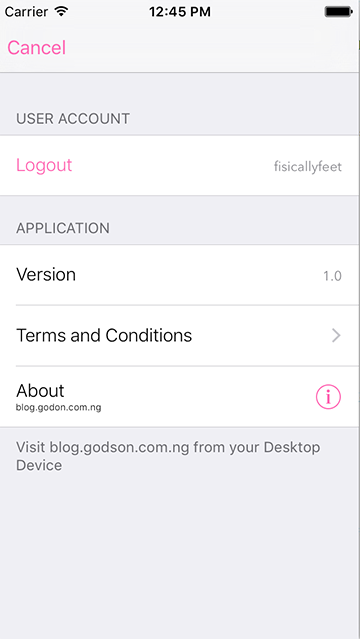 Carrier 12:45 PM
Cancel
USER ACCOUNT
Logout fisicallyfeet
APPLICATION
Version 1.0
Terms and Conditions
About
blog.godon.com.ng
Visit blog.godson.com.ng from your Desktop
Device